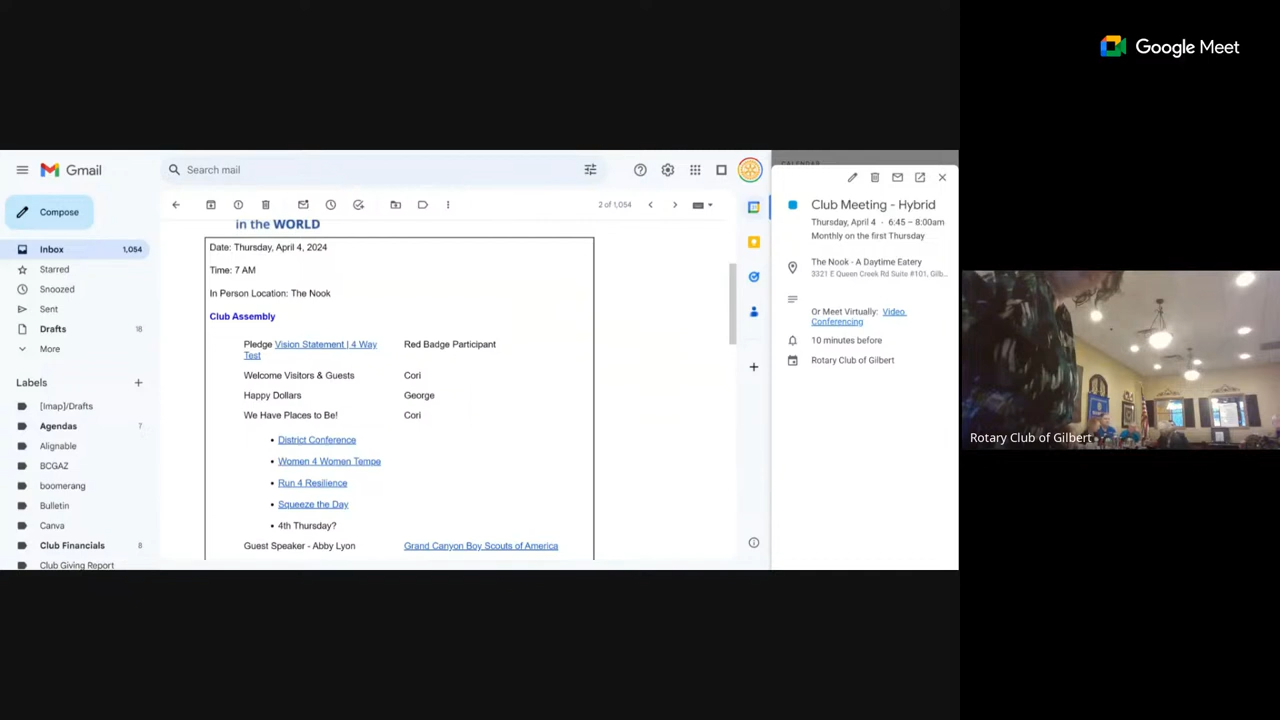 Google Meet
Gmail
Search mail
Compose
2 of 1,054
Inbox 1,054
Starred
Snoozed
Sent
Drafts 18
More
Labels
[Imap]/Drafts
Agendas 7
Alignable
BCGAZ
boomerang
Bulletin
Canva
Club Financials 8
Club Giving Report
in the WORLD
Date: Thursday, April 4, 2024
Time: 7 AM
In Person Location: The Nook
Club Assembly
Pledge Vision Statement | 4 Way Red Badge Participant
Test
Welcome Visitors & Guests Cori
Happy Dollars George
We Have Places to Be! Cori
• District Conference
• Women 4 Women Tempe
• Run 4 Resilience
• Squeeze the Day
• 4th Thursday?
Guest Speaker - Abby Lyon Grand Canyon Boy Scouts of America
CALENDAR
Club Meeting - Hybrid
Thursday, April 4 · 6:45 – 8:00am
Monthly on the first Thursday
The Nook - A Daytime Eatery
3321 E Queen Creek Rd Suite #101, Gilb...
Or Meet Virtually: Video
Conferencing
10 minutes before
Rotary Club of Gilbert
Rotary Club of Gilbert